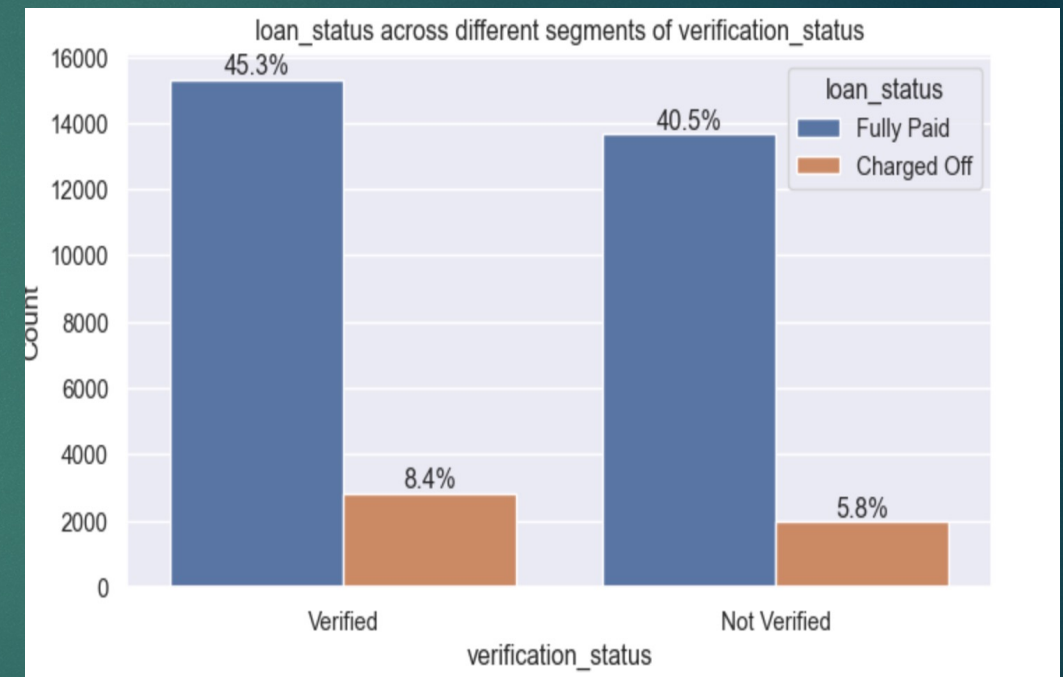 loan_status across different segments of verification_status
16000
14000
12000
10000
8000
6000
4000
2000
0
Count
45.3%
8.4%
40.5%
5.8%
loan_status
Fully Paid
Charged Off
Verified
Not Verified
verification_status